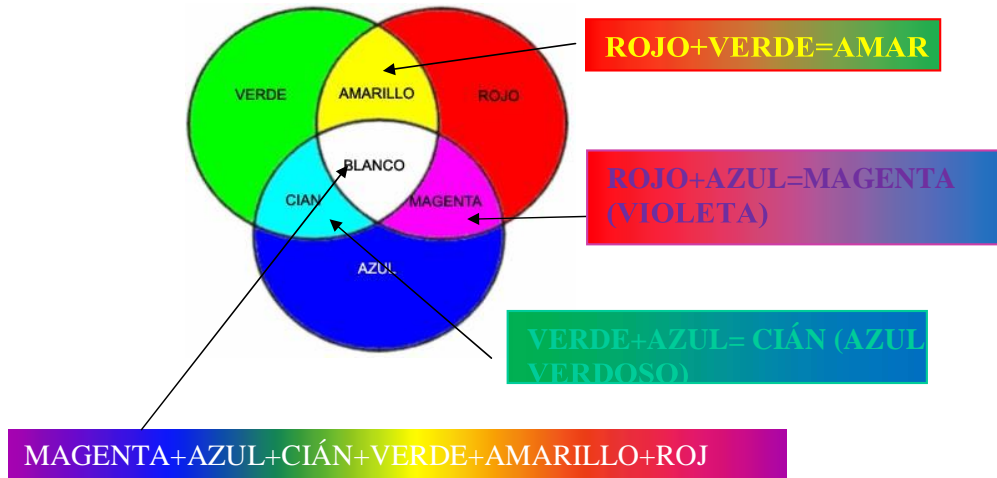 ROJO+VERDE=AMAR
VERDE
AMARILLO
ROJO
BLANCO
ROJO+AZUL=MAGENTA
(VIOLETA)
CIAN
MAGENTA
AZUL
VERDE+AZUL= CIÁN (AZUL
VERDOSO)
MAGENTA+AZUL+CIÁN+VERDE+AMARILLO+ROJ